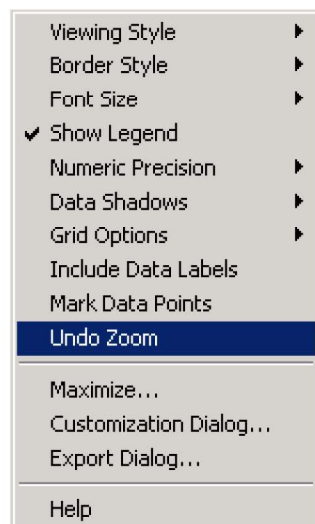 Viewing Style
Border Style
Font Size
Show Legend
Numeric Precision
Data Shadows
Grid Options
Include Data Labels
Mark Data Points
Undo Zoom
Maximize...
Customization Dialog...
Export Dialog...
Help